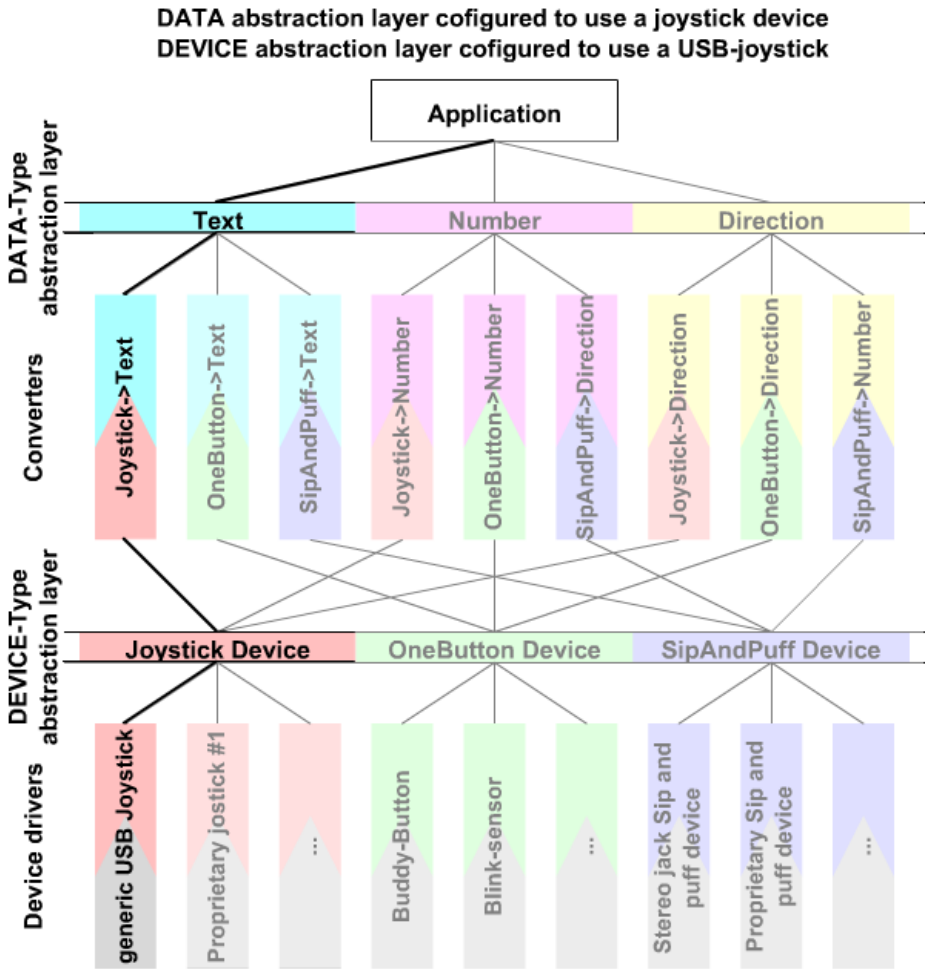 DATA abstraction layer cofigured to use a joystick device
DEVICE abstraction layer cofigured to use a USB-joystick
Application
DATA-Type
abstraction layer
Text
Number
Direction
Converters
Joystick->Text
OneButton->Text
SipAndPuff->Text
Joystick->Number
OneButton->Number
SipAndPuff->Direction
Joystick->Direction
OneButton->Direction
SipAndPuff->Number
DEVICE-Type
abstraction layer
Joystick Device
OneButton Device
SipAndPuff Device
Device drivers
generic USB Joystick
Proprietary jostick #1
...
Buddy-Button
Blink-sensor
...
Stereo jack Sip and
puff device
Proprietary Sip and
puff device
...